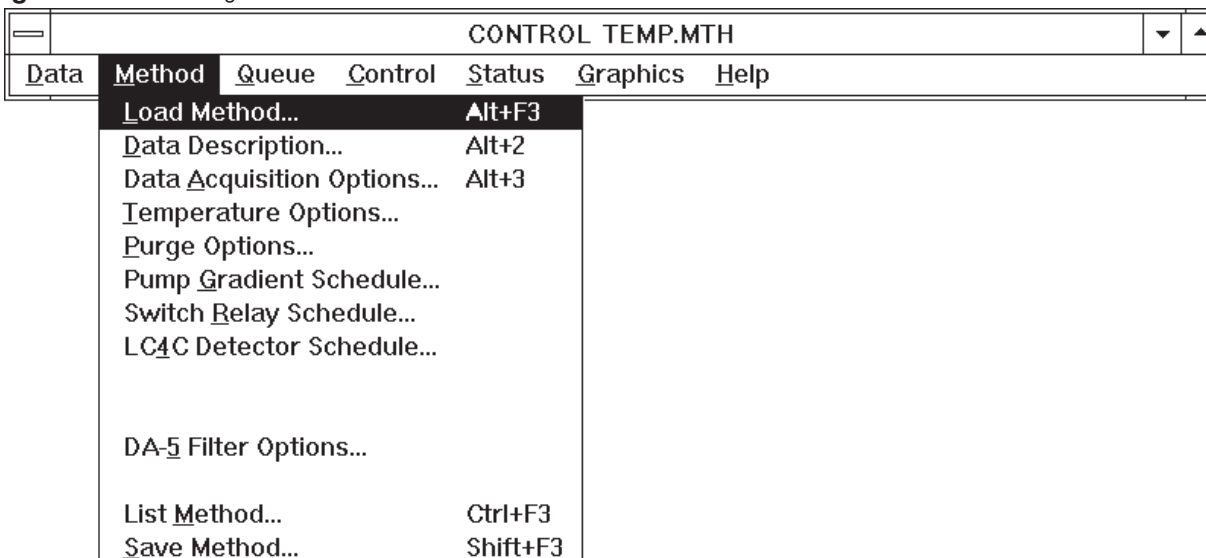 CONTROL TEMP.MTH
Data Method Queue Control Status Graphics Help
Load Method... Alt+F3
Data Description... Alt+2
Data Acquisition Options... Alt+3
Temperature Options...
Purge Options...
Pump Gradient Schedule...
Switch Relay Schedule...
LC4C Detector Schedule...
DA-5 Filter Options...
List Method... Ctrl+F3
Save Method... Shift+F3